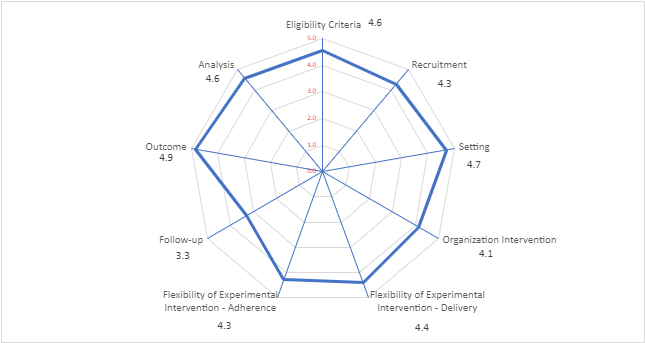 Eligibility Criteria 4.6
5.0
Analysis
4.6
4.0
Recruitment
4.3
3.0
2.0
1.0
Outcome
4.9
0.0
Setting
4.7
Follow-up
3.3
Organization Intervention
4.1
Flexibility of Experimental
Intervention - Adherence
4.3
Flexibility of Experimental
Intervention - Delivery
4.4